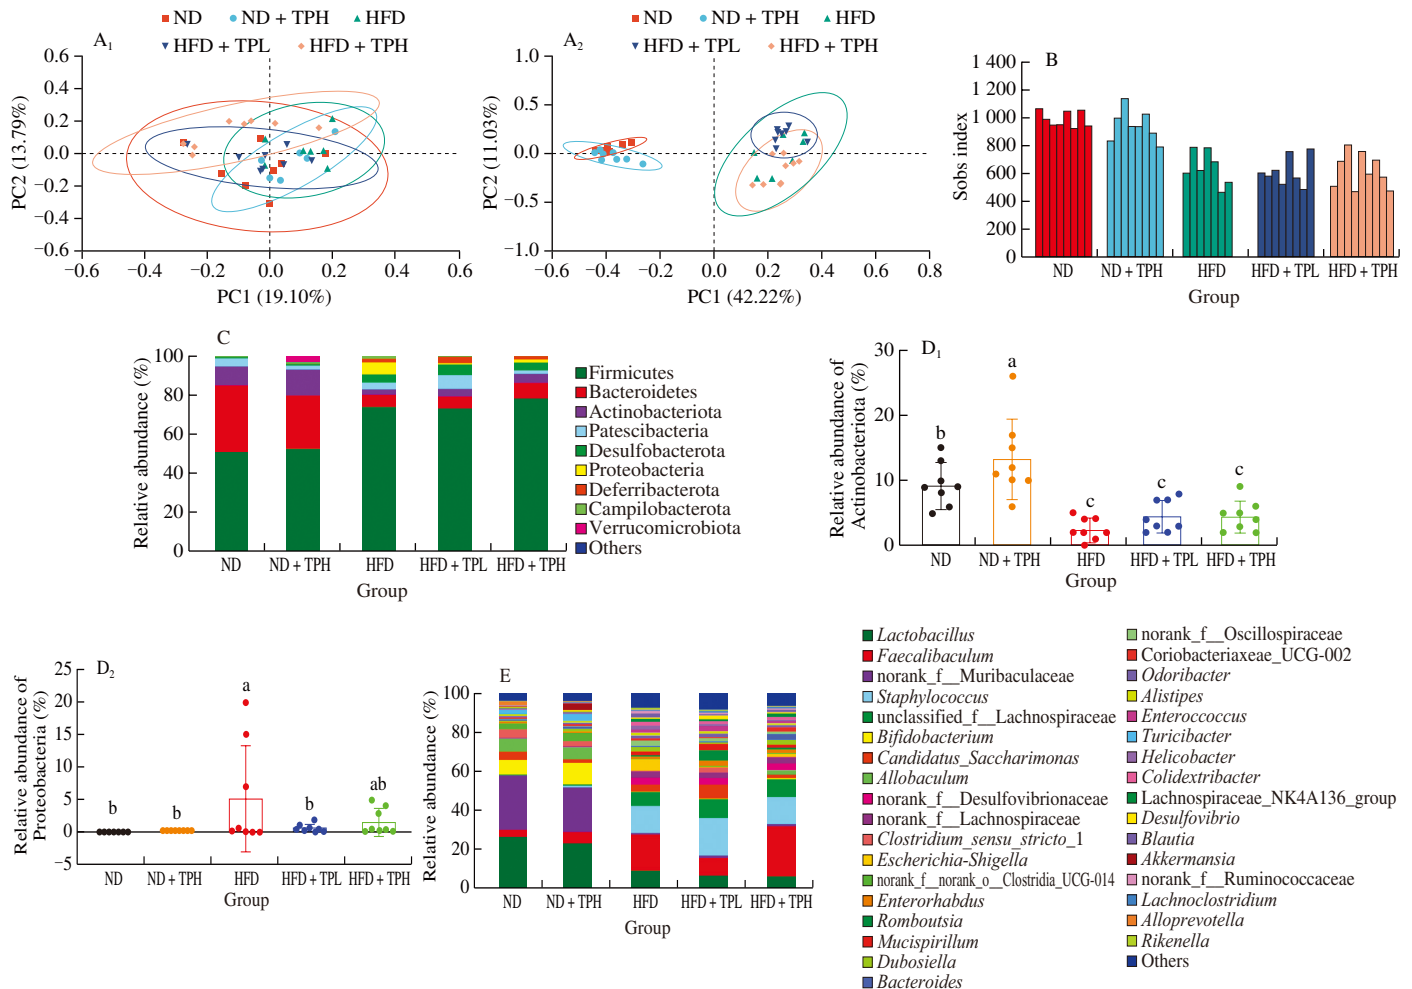 ND
ND + TPH
HFD
HFD + TPL
HFD + TPH
A1
PC2 (13.79%)
0.6
0.4
0.2
0.0
−0.2
−0.4
−0.6
−0.6
−0.4
−0.2
0.0
0.2
0.4
0.6
PC1 (19.10%)
ND
ND + TPH
HFD
HFD + TPL
HFD + TPH
A2
PC2 (11.03%)
1.0
0.5
0.0
−0.5
−1.0
−0.6
−0.4
−0.2
0.0
0.2
0.4
0.6
0.8
PC1 (42.22%)
B
Sobs index
1 400
1 200
1 000
800
600
400
200
0
ND
ND + TPH
HFD
HFD + TPL
HFD + TPH
Group
C
Relative abundance (%)
100
80
60
40
20
0
ND
ND + TPH
HFD
HFD + TPL
HFD + TPH
Group
Firmicutes
Bacteroidetes
Actinobacteriota
Patescibacteria
Desulfobacterota
Proteobacteria
Deferribacterota
Campilobacterota
Verrucomicrobiota
Others
D1
Relative abundance of
Actinobacteriota (%)
30
20
10
0
b
a
c
c
c
ND
ND + TPH
HFD
HFD + TPL
HFD + TPH
Group
D2
Relative abundance of
Proteobacteria (%)
25
20
15
10
5
0
−5
b
b
a
b
ab
ND
ND + TPH
HFD
HFD + TPL
HFD + TPH
Group
E
Relative abundance (%)
100
80
60
40
20
0
ND
ND + TPH
HFD
HFD + TPL
HFD + TPH
Group
Lactobacillus
Faecalibaculum
norank_f__Muribaculaceae
Staphylococcus
unclassified_f__Lachnospiraceae
Bifidobacterium
Candidatus_Saccharimonas
Allobaculum
norank_f__Desulfovibrionaceae
norank_f__Lachnospiraceae
Clostridium_sensu_stricto_1
Escherichia-Shigella
norank_f__norank_o__Clostridia_UCG-014
Enterorhabdus
Romboutsia
Mucispirillum
Dubosiella
Bacteroides
norank_f__Oscillospiraceae
Coriobacteriaxeae_UCG-002
Odoribacter
Alistipes
Enteroccocus
Turicibacter
Helicobacter
Colidextribacter
Lachnospiraceae_NK4A136_group
Desulfovibrio
Blautia
Akkermansia
norank_f__Ruminococcaceae
Lachnoclostridium
Alloprevotella
Rikenella
Others